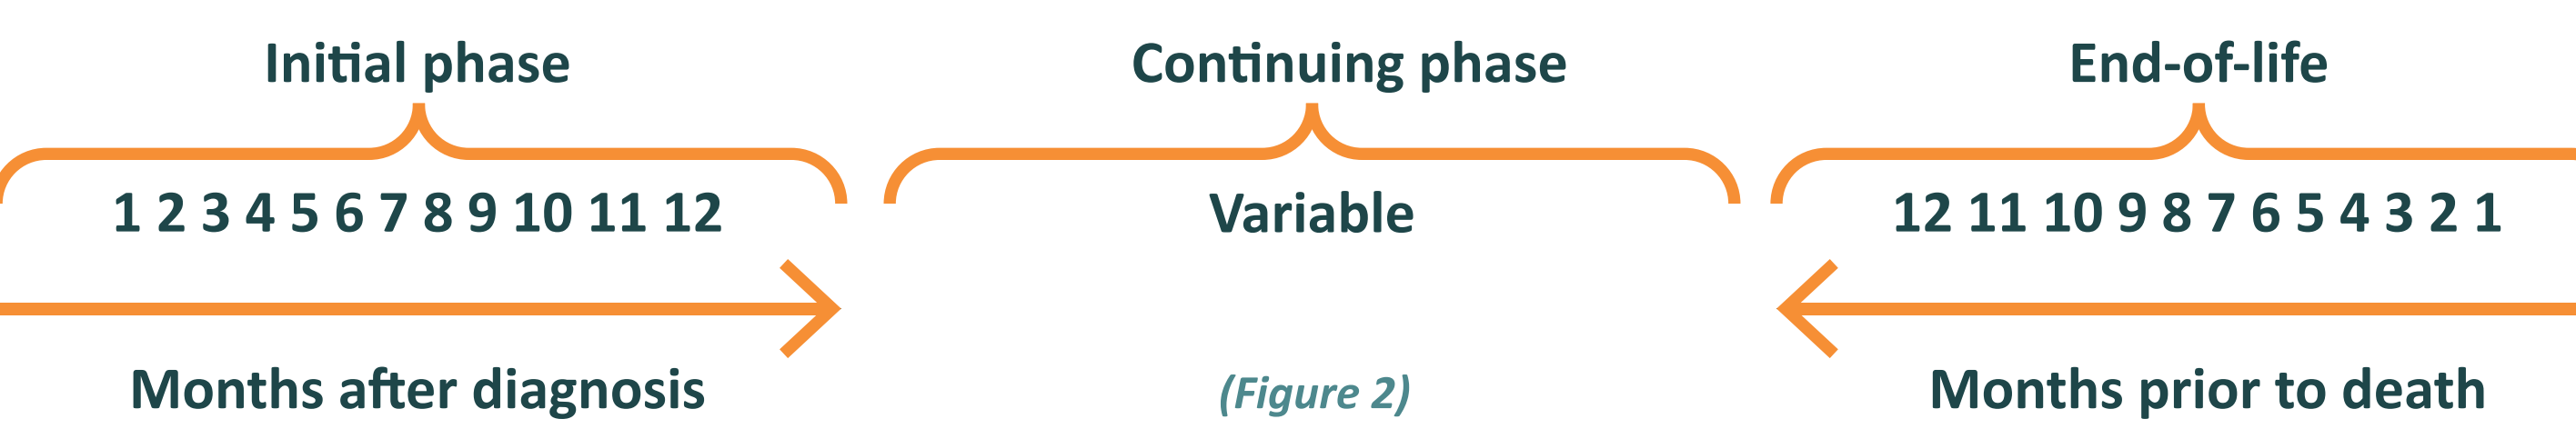 Initial phase
Continuing phase
End-of-life
1 2 3 4 5 6 7 8 9 10 11 12
Variable
12 11 10 9 8 7 6 5 4 3 2 1
Months after diagnosis
(Figure 2)
Months prior to death